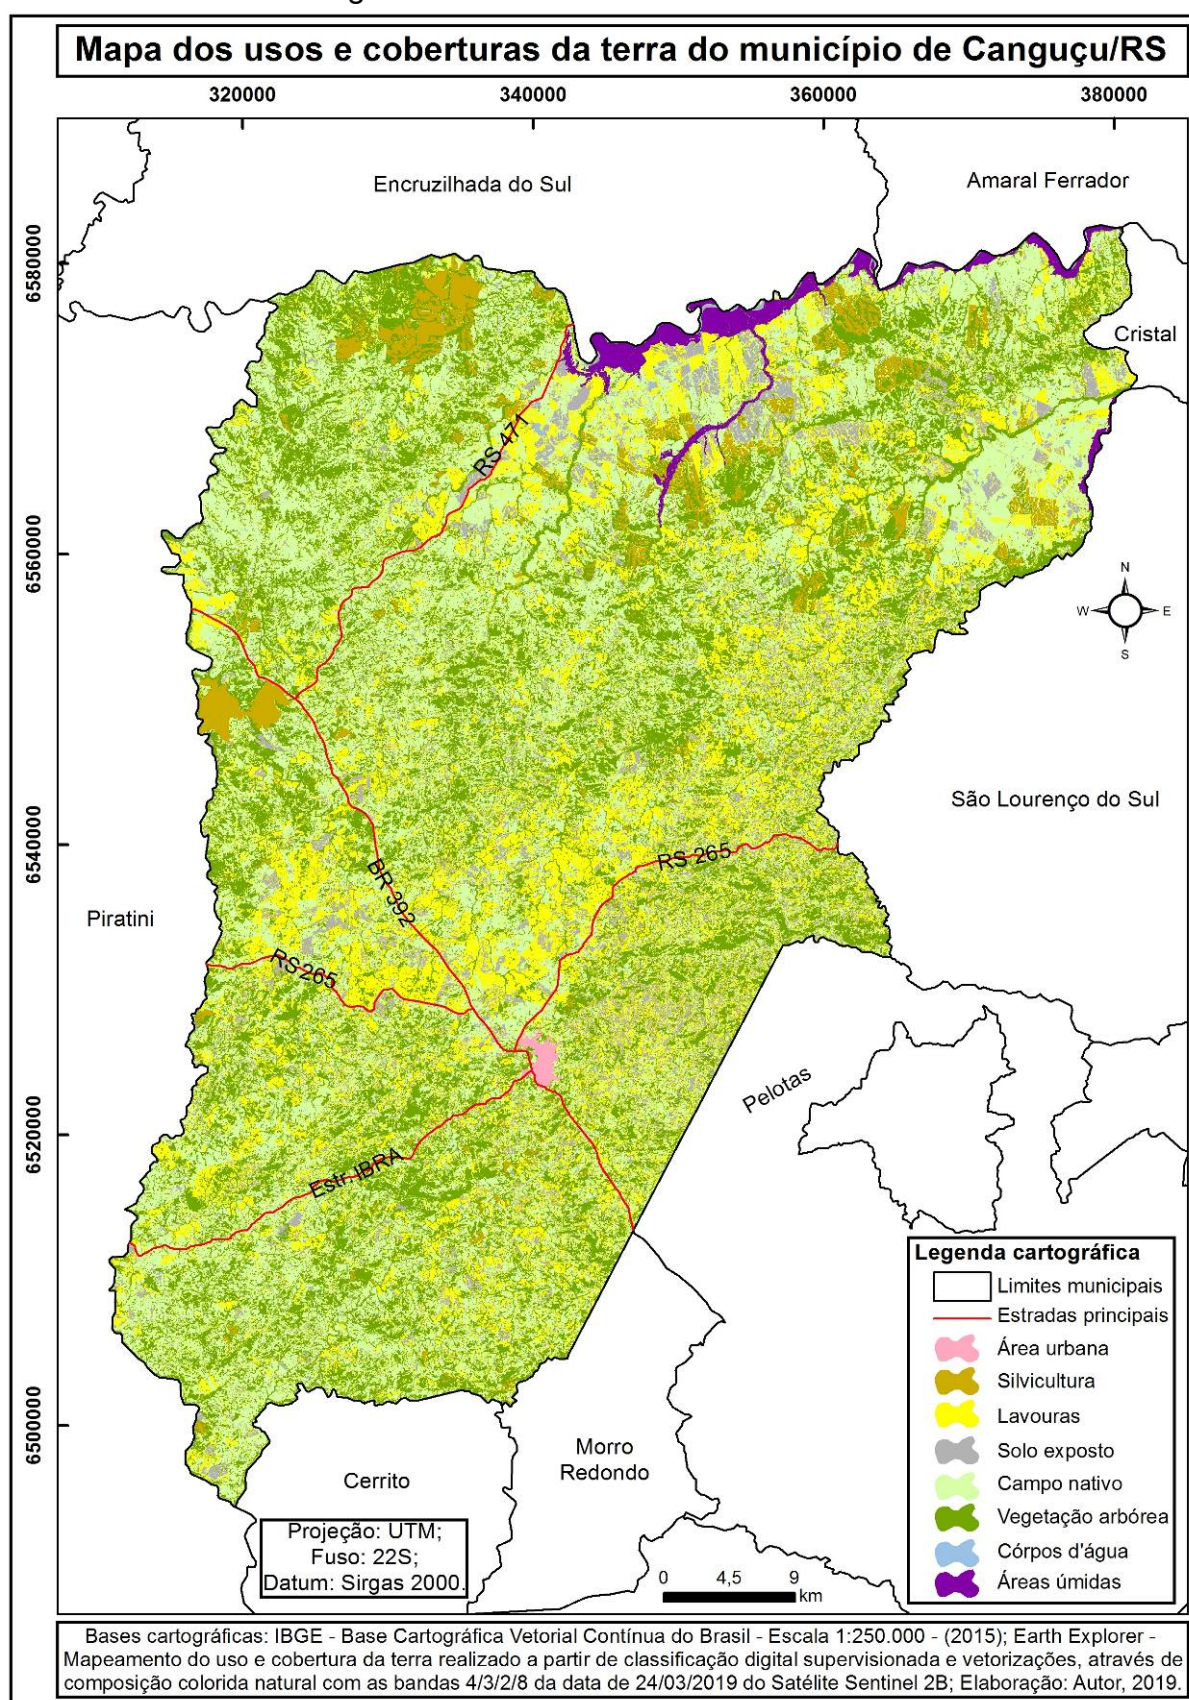 Mapa dos usos e coberturas da terra do município de Canguçu/RS
320000
340000
360000
380000
6580000
6560000
6540000
6520000
6500000
Encruzilhada do Sul
Amaral Ferrador
Cristal
RS 471
N
W
E
S
São Lourenço do Sul
BR 392
RS 265
Piratini
RS 265
Pelotas
Estr. IBRA
Cerrito
Morro
Redondo
Legenda cartográfica
Limites municipais
Estradas principais
Área urbana
Silvicultura
Lavouras
Solo exposto
Campo nativo
Vegetação arbórea
Córpos d'água
Áreas úmidas
Projeção: UTM;
Fuso: 22S;
Datum: Sirgas 2000.
0 4,5 9
km
Bases cartográficas: IBGE - Base Cartográfica Vetorial Contínua do Brasil - Escala 1:250.000 - (2015); Earth Explorer -
Mapeamento do uso e cobertura da terra realizado a partir de classificação digital supervisionada e vetorizações, através de
composição colorida natural com as bandas 4/3/2/8 da data de 24/03/2019 do Satélite Sentinel 2B; Elaboração: Autor, 2019.